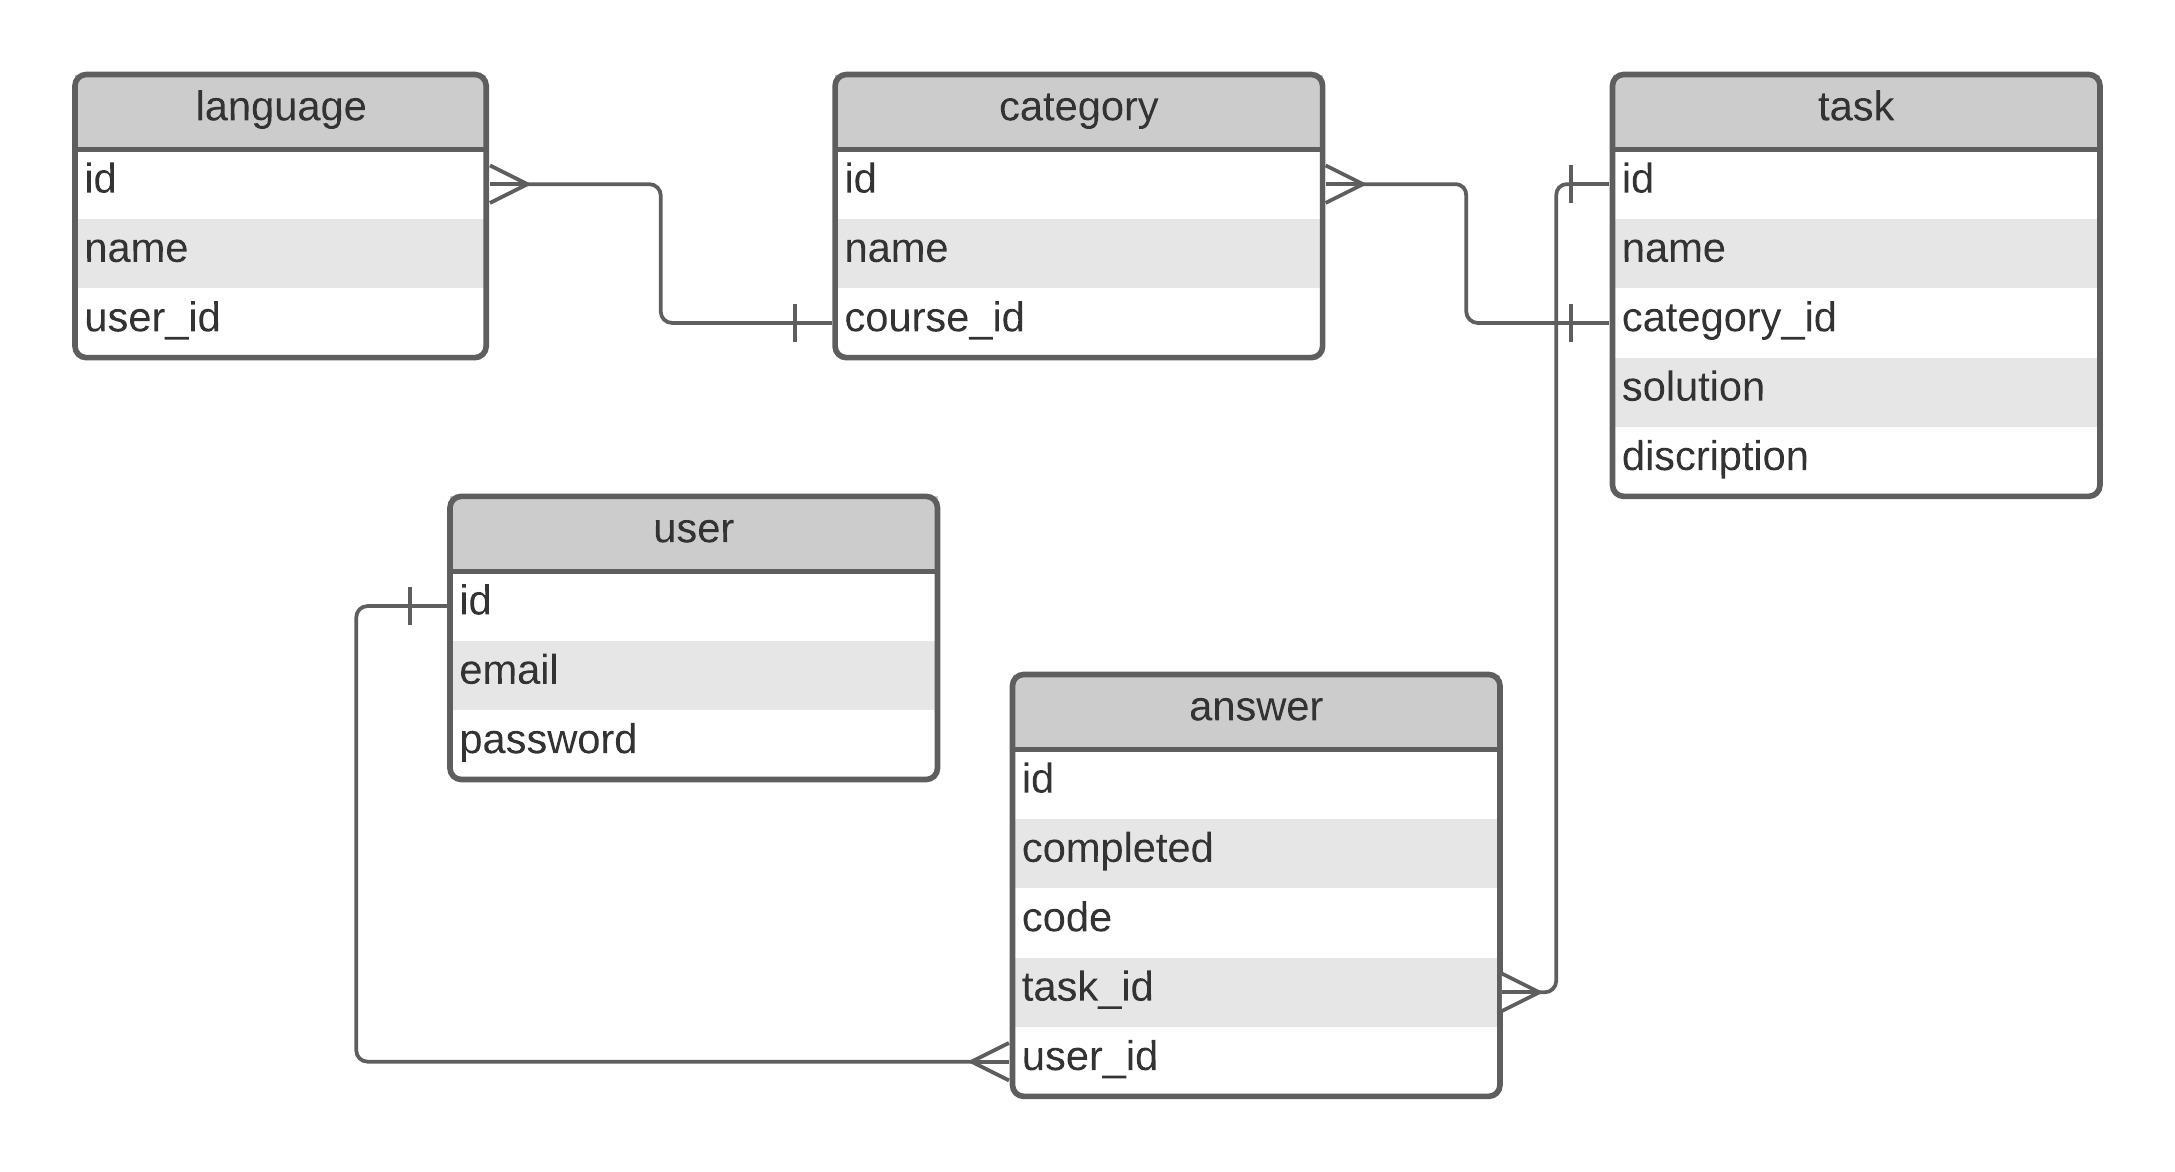 language
id
name
user_id
category
id
name
course_id
task
id
name
category_id
solution
discription
user
id
email
password
answer
id
completed
code
task_id
user_id